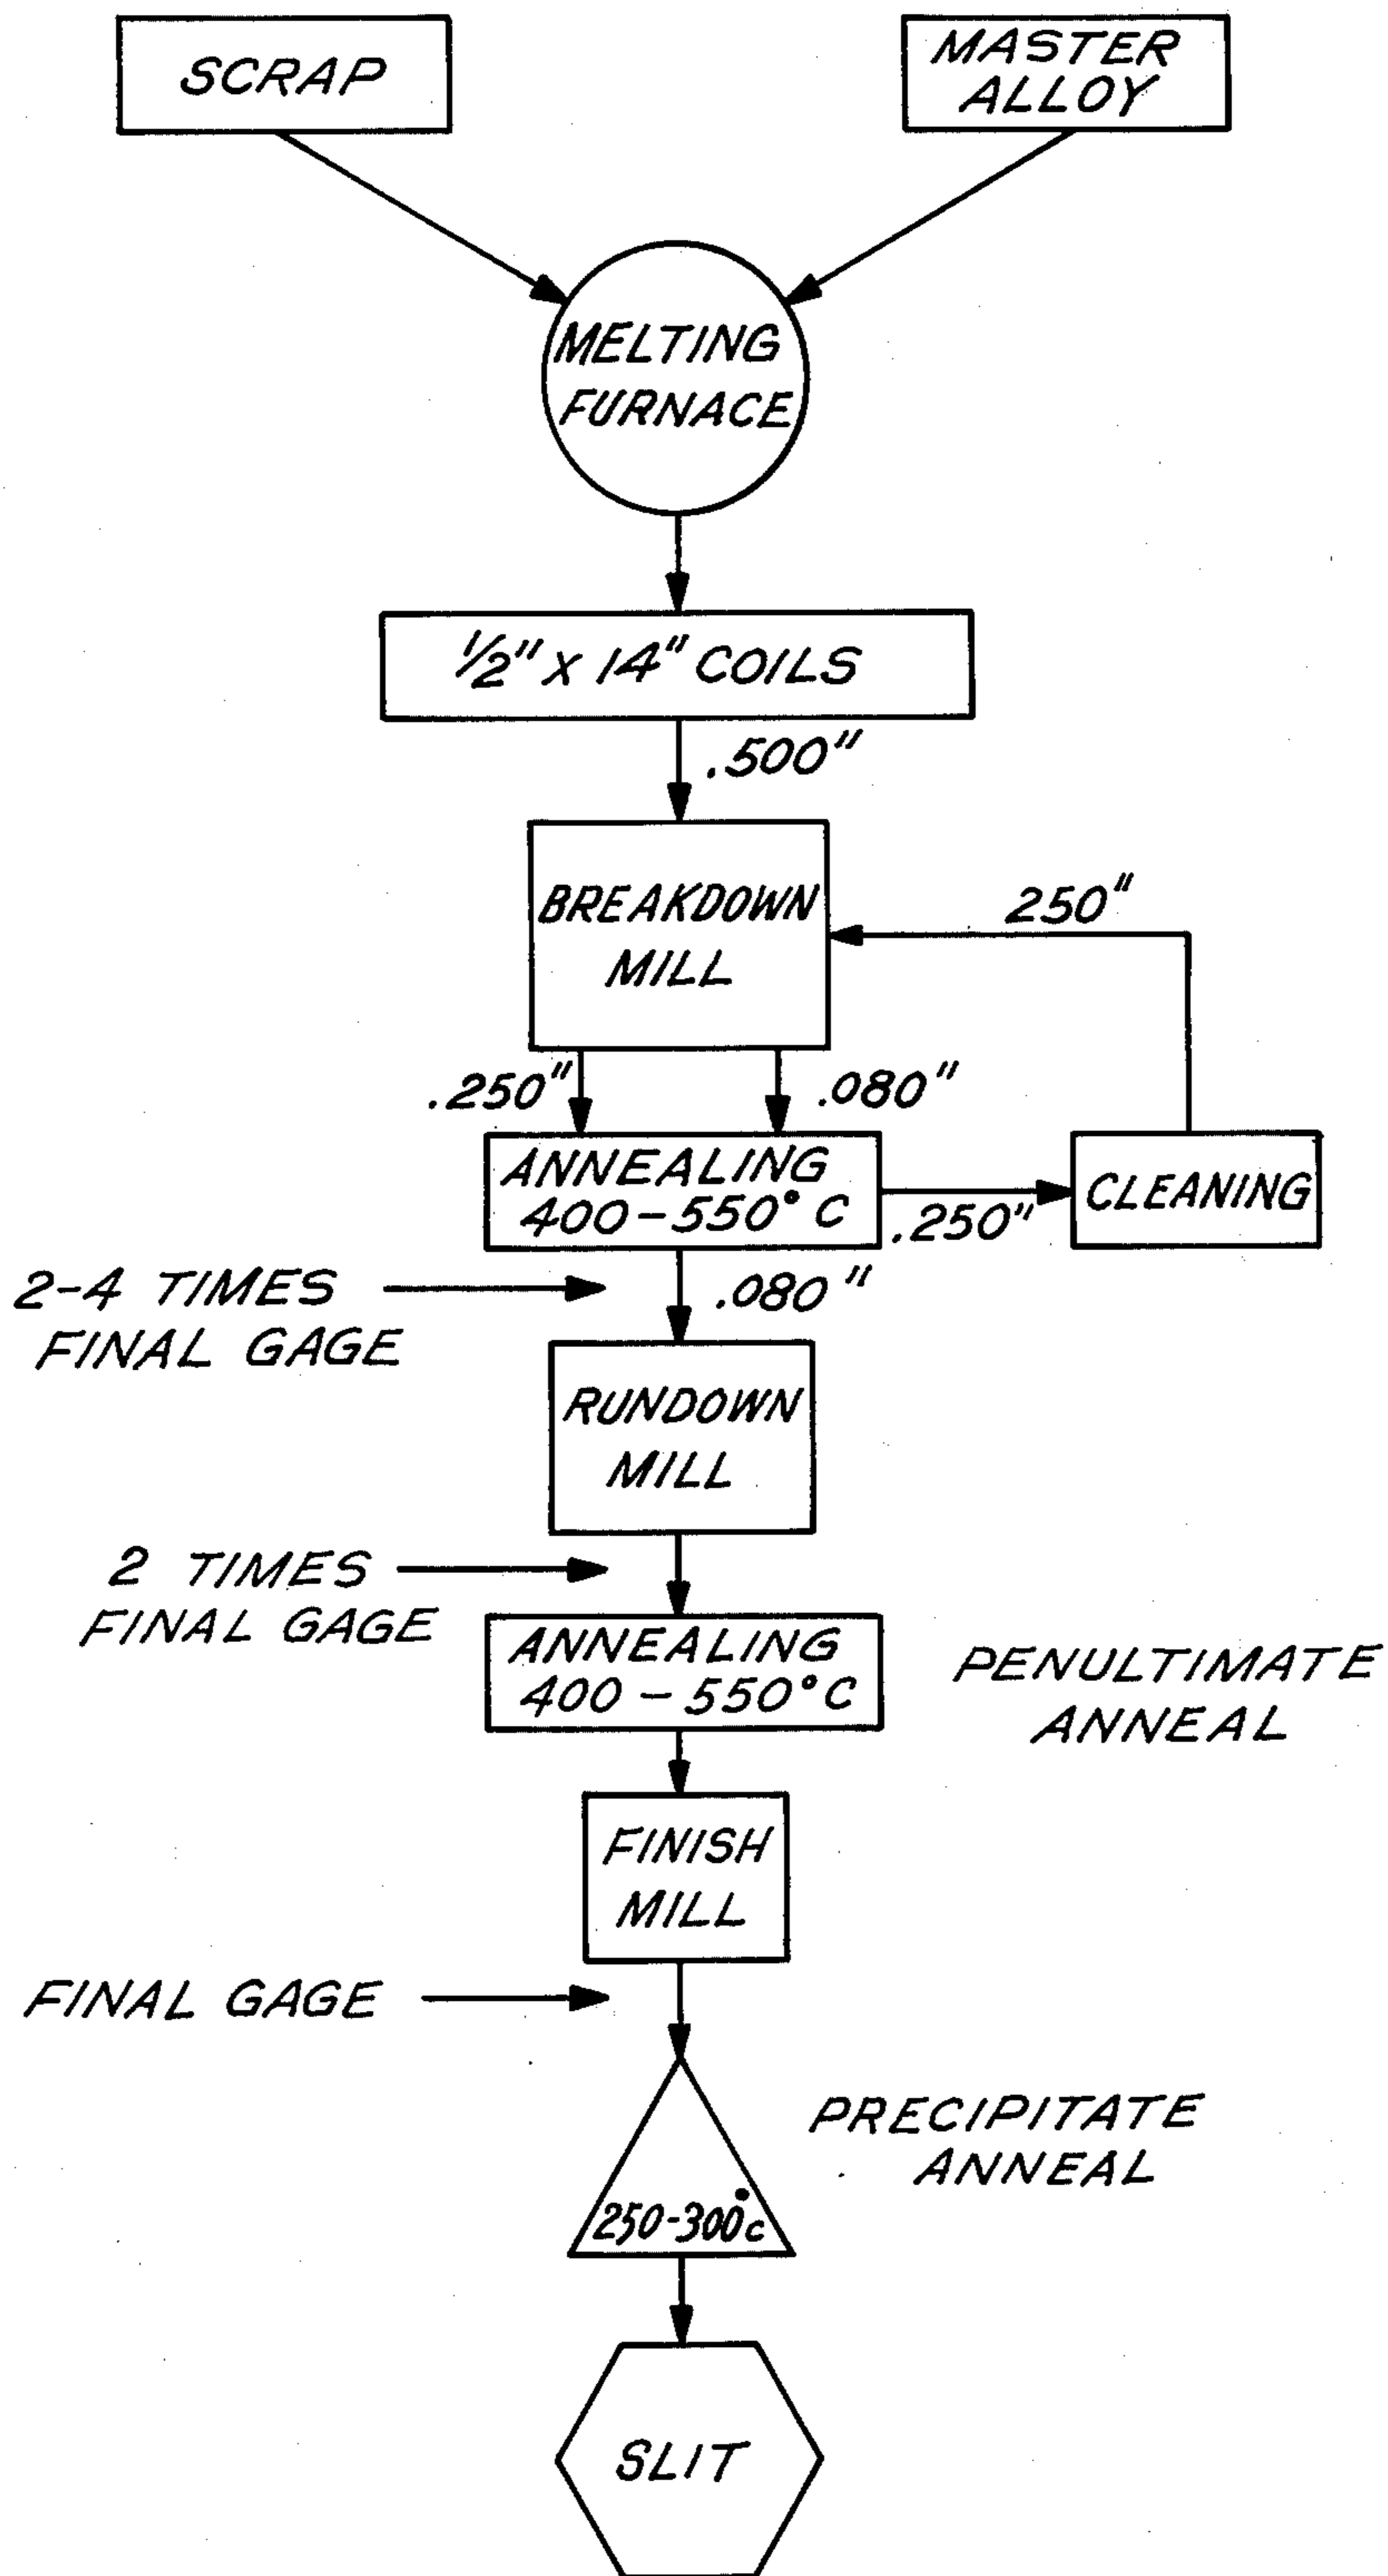 SCRAP
MASTER
ALLOY
MELTING
FURNACE
1/2" X 14" COILS
.500"
BREAKDOWN
MILL
250"
.250"
.080"
ANNEALING
400-550° C
.250"
CLEANING
2-4 TIMES
FINAL GAGE
.080"
RUNDOWN
MILL
2 TIMES
FINAL GAGE
ANNEALING
400-550°C
PENULTIMATE
ANNEAL
FINISH
MILL
FINAL GAGE
PRECIPITATE
ANNEAL
250-300°C
SLIT